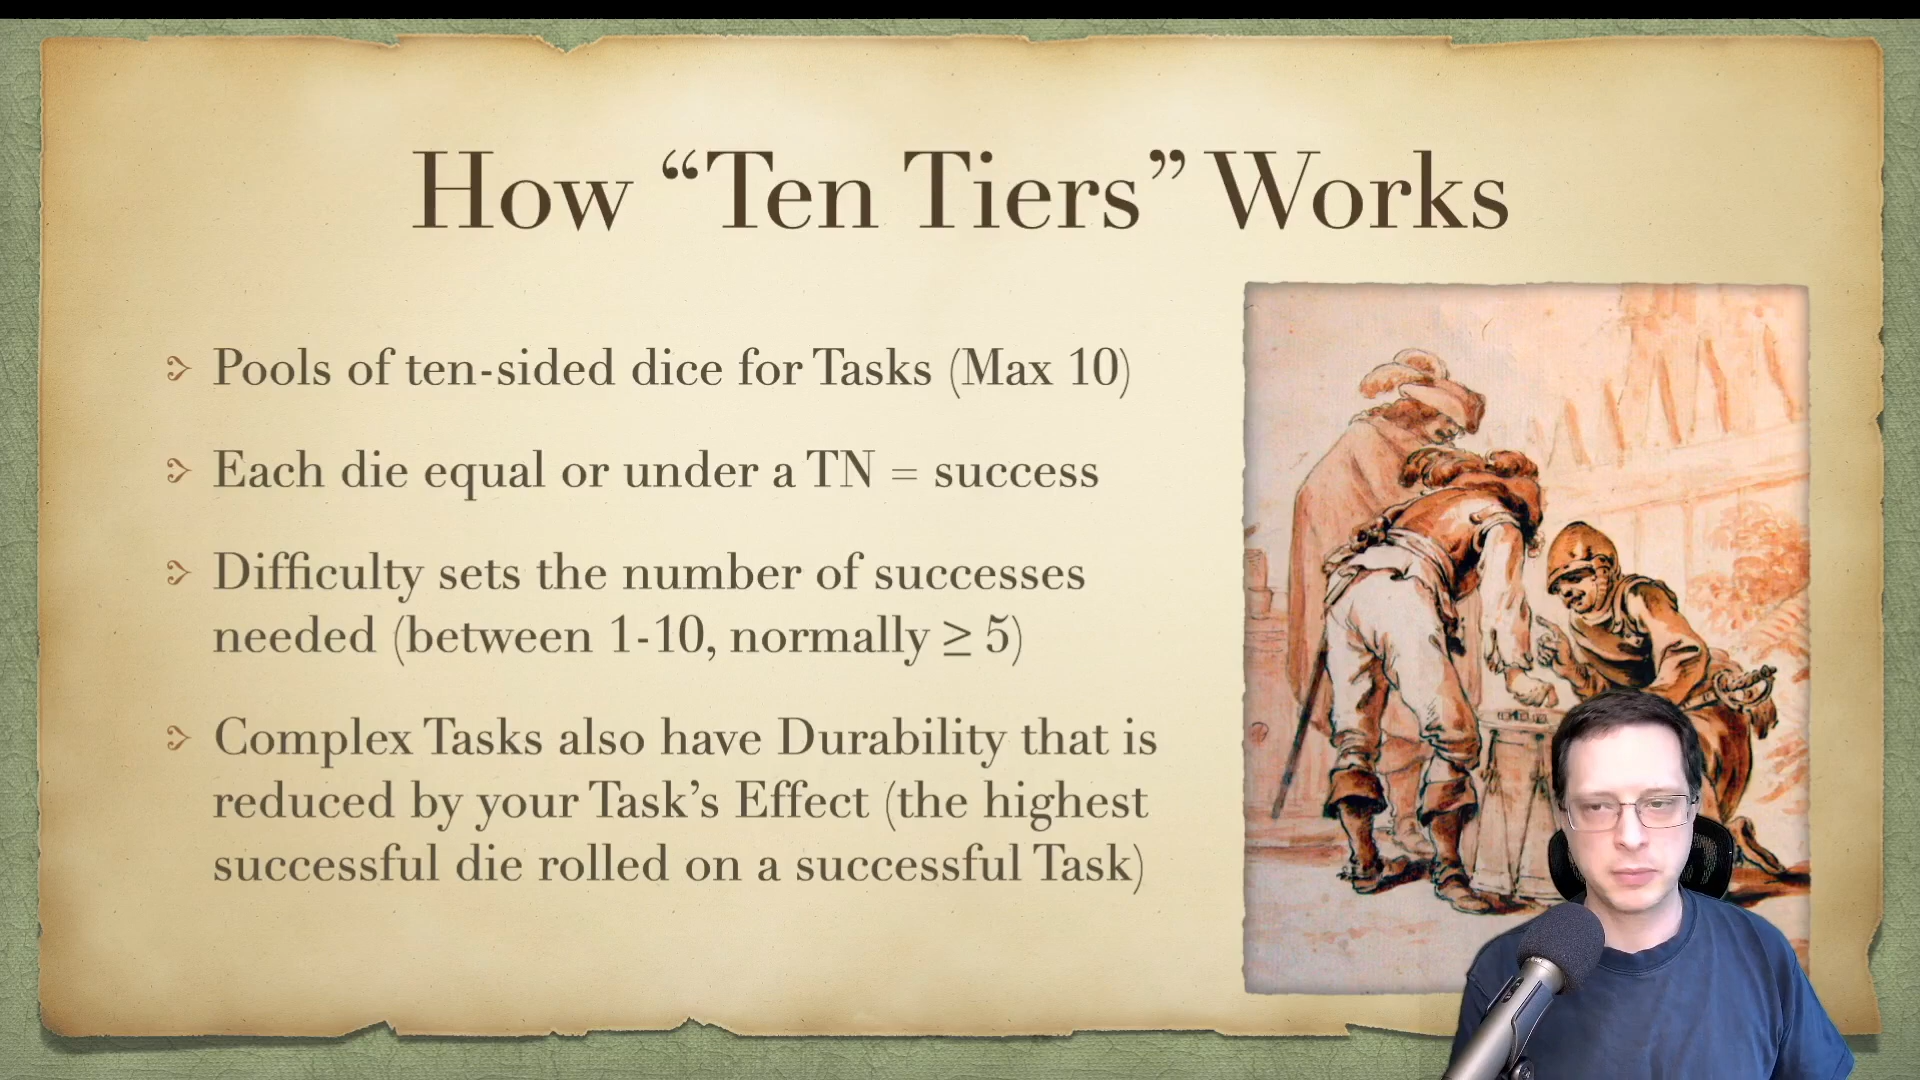 How “Ten Tiers” Works
Pools of ten-sided dice for Tasks (Max 10)
Each die equal or under a TN = success
Difficulty sets the number of successes
needed (between 1-10, normally ≥ 5)
Complex Tasks also have Durability that is
reduced by your Task’s Effect (the highest
successful die rolled on a successful Task)